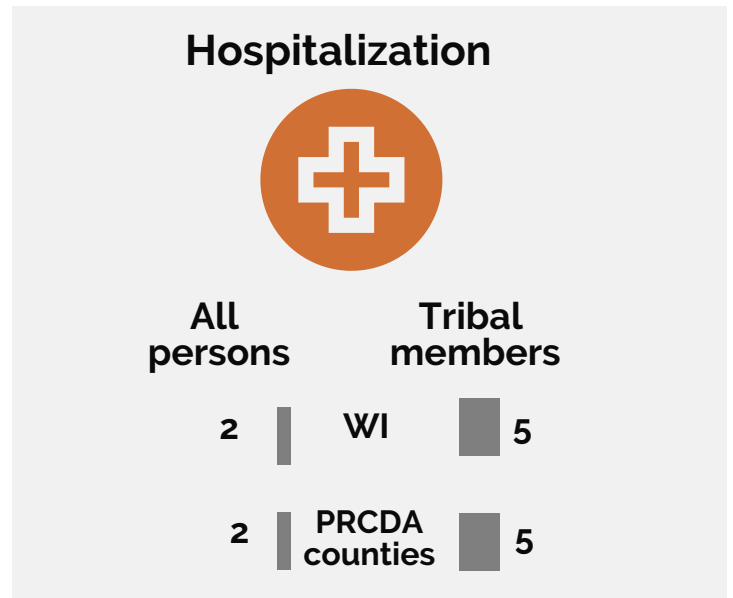 Hospitalization
All persons
Tribal members
2 WI 5
2 PRCDA counties 5